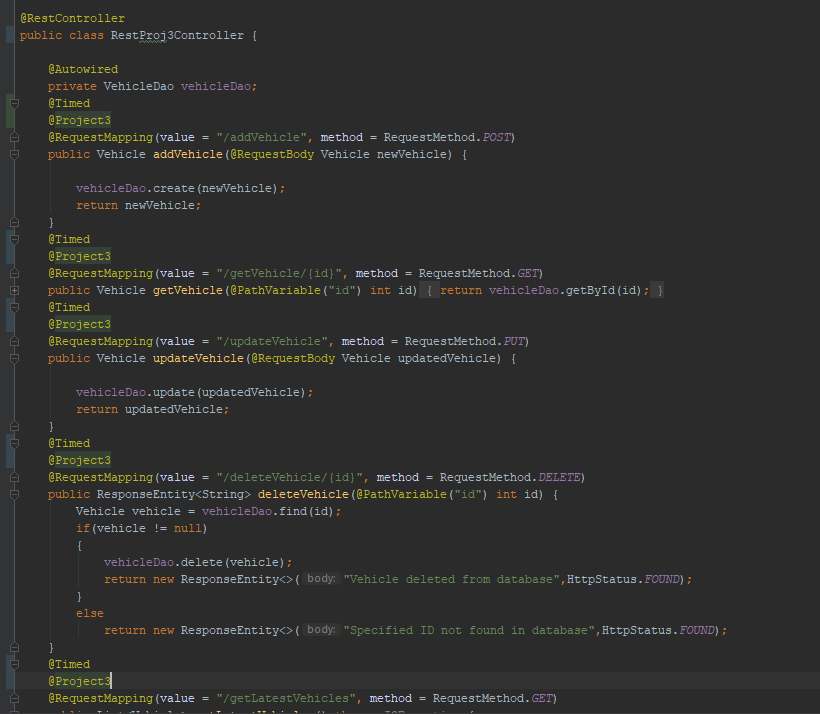 @RestController
public class RestProj3Controller {
@Autowired
private VehicleDao vehicleDao;
@Timed
@Project3
@RequestMapping(value = "/addVehicle", method = RequestMethod.POST)
public Vehicle addVehicle(@RequestBody Vehicle newVehicle) {
vehicleDao.create(newVehicle);
return newVehicle;
}
@Timed
@Project3
@RequestMapping(value = "/getVehicle/{id}", method = RequestMethod.GET)
public Vehicle getVehicle(@PathVariable("id") int id) { return vehicleDao.getById(id); }
@Timed
@Project3
@RequestMapping(value = "/updateVehicle", method = RequestMethod.PUT)
public Vehicle updateVehicle(@RequestBody Vehicle updatedVehicle) {
vehicleDao.update(updatedVehicle);
return updatedVehicle;
}
@Timed
@Project3
@RequestMapping(value = "/deleteVehicle/{id}", method = RequestMethod.DELETE)
public ResponseEntity<String> deleteVehicle(@PathVariable("id") int id) {
Vehicle vehicle = vehicleDao.find(id);
if(vehicle != null)
{
vehicleDao.delete(vehicle);
return new ResponseEntity<>( body: "Vehicle deleted from database",HttpStatus.FOUND);
}
else
return new ResponseEntity<>( body: "Specified ID not found in database",HttpStatus.FOUND);
}
@Timed
@Project3
@RequestMapping(value = "/getLatestVehicles", method = RequestMethod.GET)